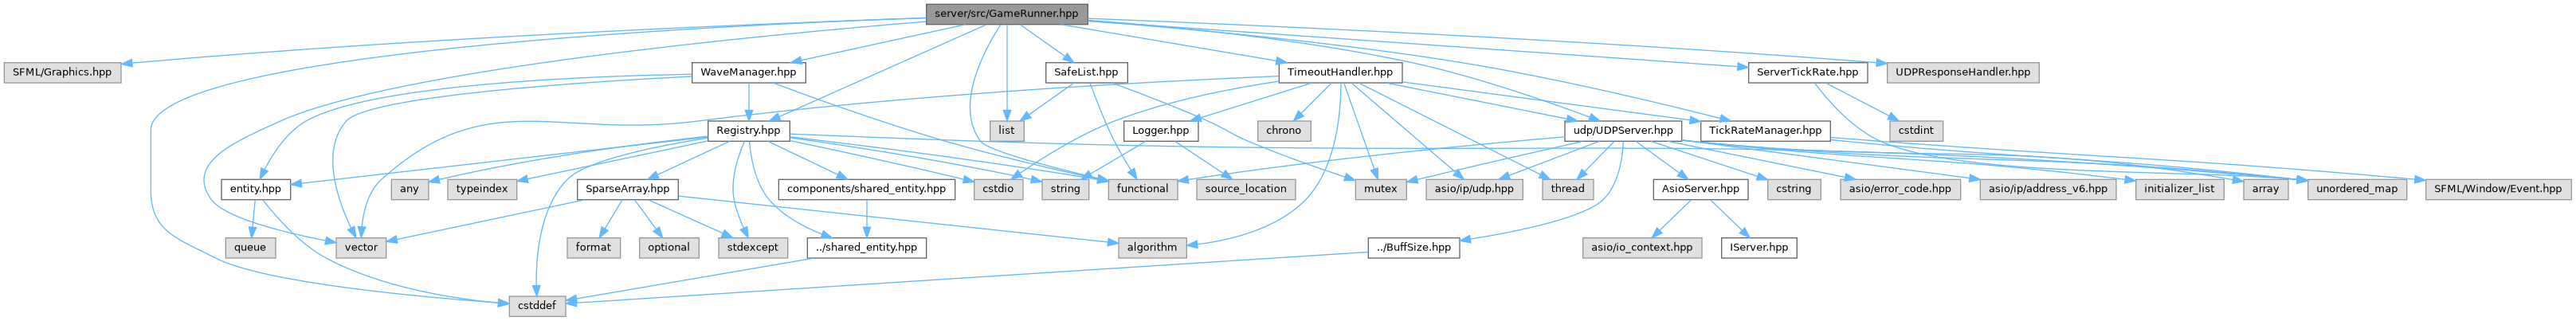 server/src/GameRunner.hpp
SFML/Graphics.hpp
WaveManager.hpp
SafeList.hpp
TimeoutHandler.hpp
ServerTickRate.hpp
UDPResponseHandler.hpp
Registry.hpp
list
Logger.hpp
chrono
udp/UDPServer.hpp
TickRateManager.hpp
cstdint
entity.hpp
any
typeindex
SparseArray.hpp
components/shared_entity.hpp
cstdio
string
functional
source_location
mutex
asio/ip/udp.hpp
thread
AsioServer.hpp
cstring
asio/error_code.hpp
asio/ip/address_v6.hpp
initializer_list
array
unordered_map
SFML/Window/Event.hpp
queue
vector
format
optional
stdexcept
../shared_entity.hpp
algorithm
../BuffSize.hpp
asio/io_context.hpp
IServer.hpp
cstddef